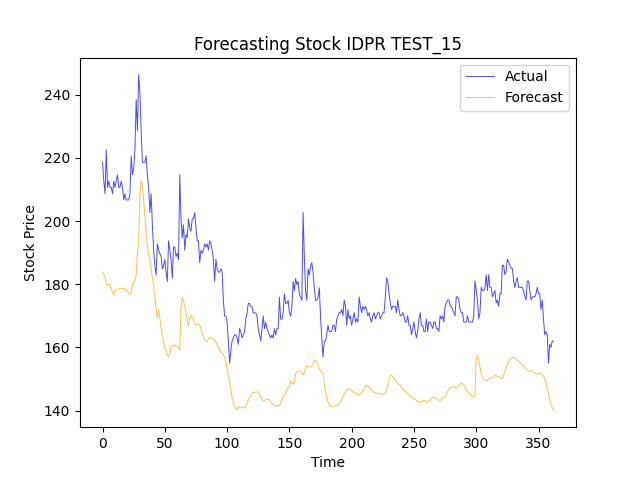 Forecasting Stock IDPR TEST_15
Actual
Forecast
Stock Price
240
220
200
180
160
140
0 50 100 150 200 250 300 350
Time